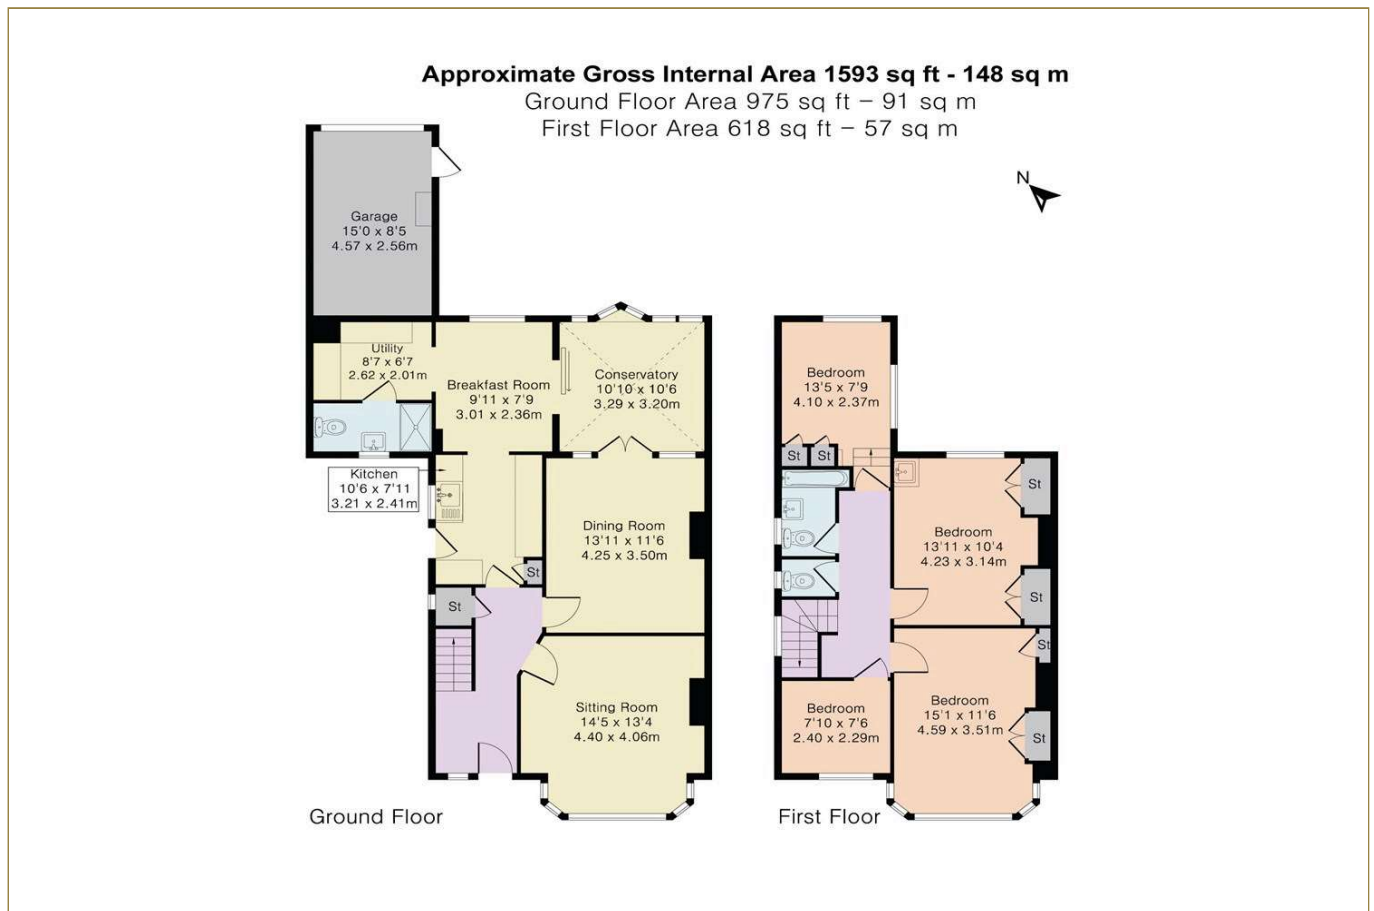 Approximate Gross Internal Area 1593 sq ft - 148 sq m
Ground Floor Area 975 sq ft – 91 sq m
First Floor Area 618 sq ft – 57 sq m
N
Garage
15'0 x 8'5
4.57 x 2.56m
Utility
8'7 x 6'7
2.62 x 2.01m
Breakfast Room
9'11 x 7'9
3.01 x 2.36m
Conservatory
10'10 x 10'6
3.29 x 3.20m
Kitchen
10'6 x 7'11
3.21 x 2.41m
Dining Room
13'11 x 11'6
4.25 x 3.50m
St
St
Sitting Room
14'5 x 13'4
4.40 x 4.06m
Ground Floor
Bedroom
13'5 x 7'9
4.10 x 2.37m
St
St
St
Bedroom
13'11 x 10'4
4.23 x 3.14m
St
St
Bedroom
7'10 x 7'6
2.40 x 2.29m
Bedroom
15'1 x 11'6
4.59 x 3.51m
St
First Floor